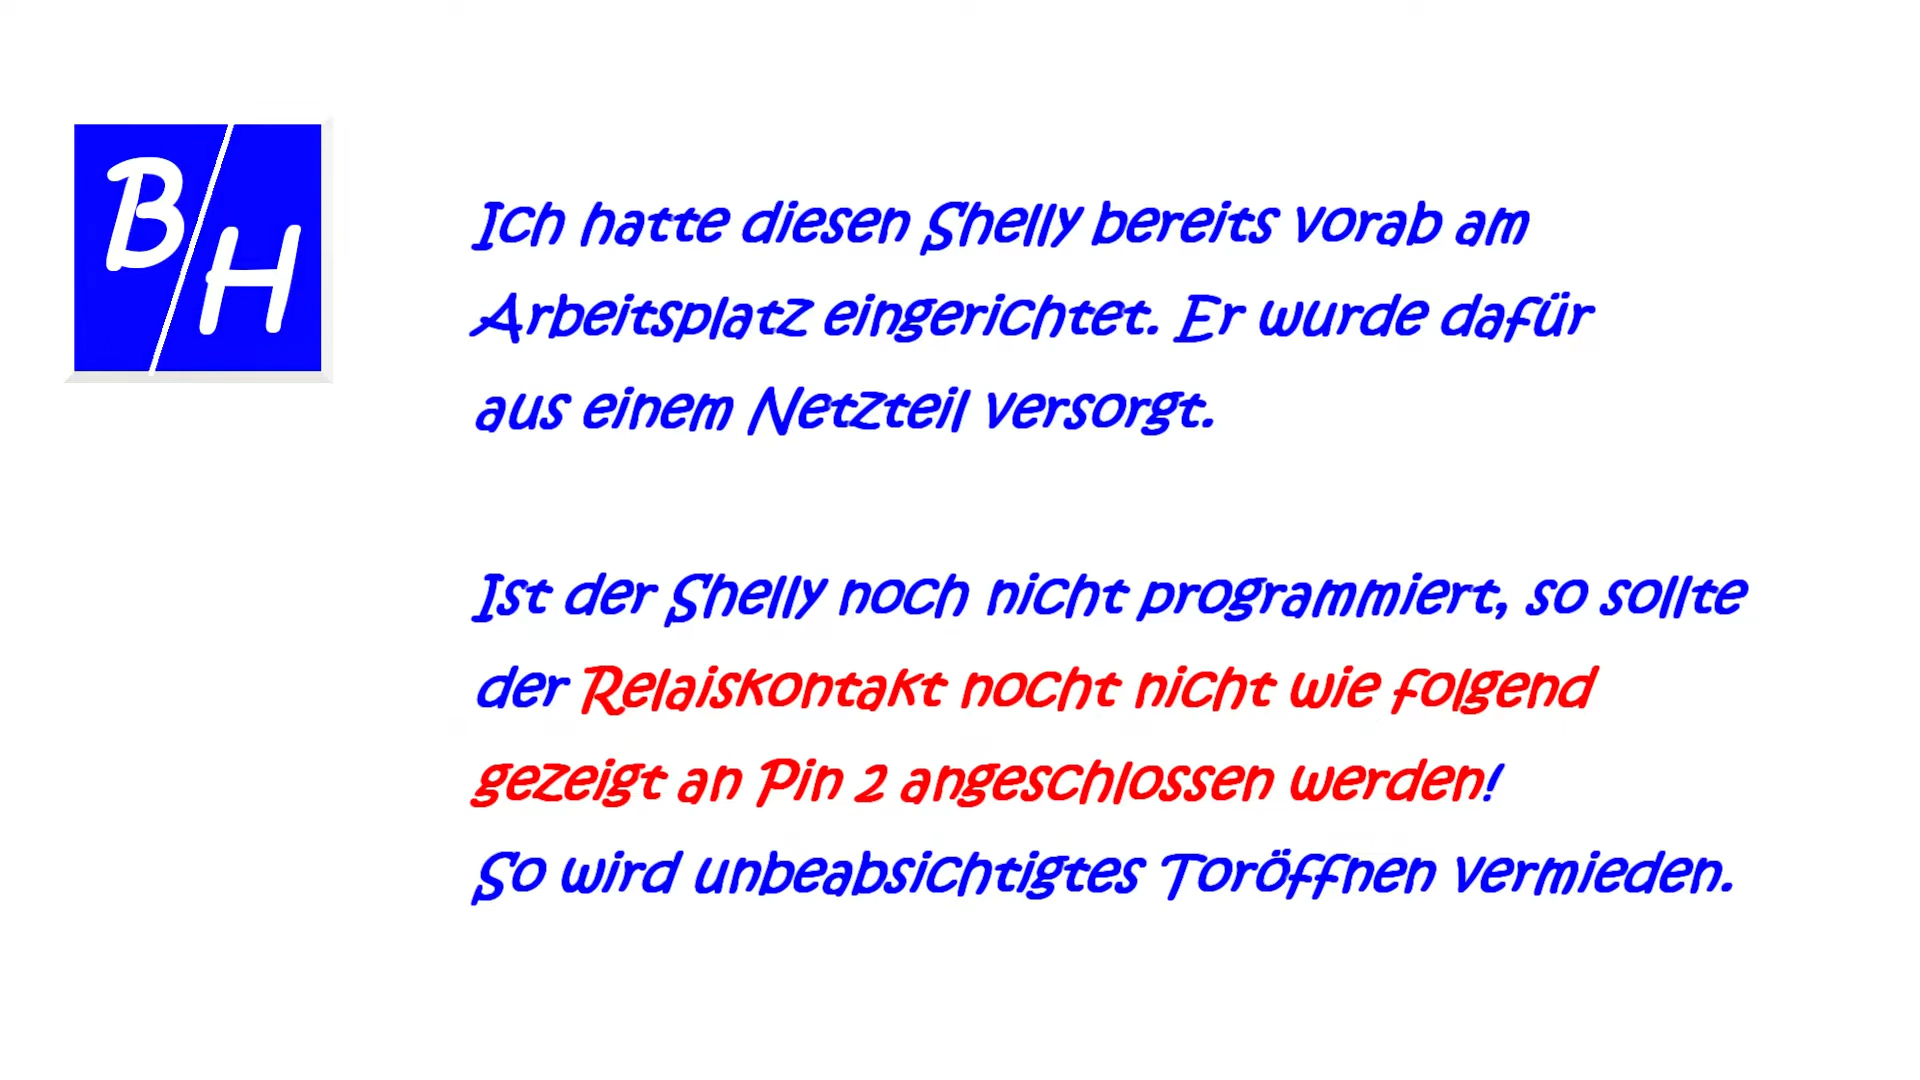 B/H
Ich hatte diesen Shelly bereits vorab am
Arbeitsplatz eingerichtet. Er wurde dafür
aus einem Netzteil versorgt.
Ist der Shelly noch nicht programmiert, so sollte
der Relaiskontakt nocht nicht wie folgend
gezeigt an Pin 2 angeschlossen werden!
So wird unbeabsichtigtes Toröffnen vermieden.